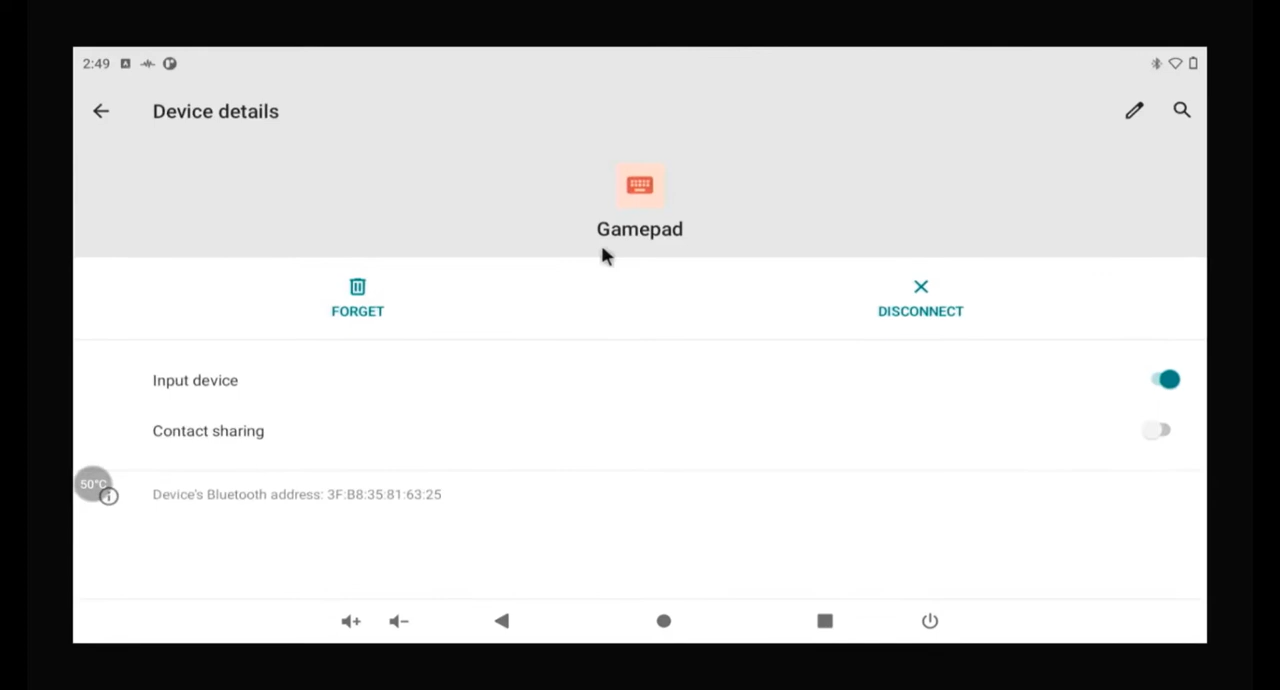 2:49
Device details
Gamepad
FORGET
DISCONNECT
Input device
Contact sharing
50°C
Device's Bluetooth address: 3F:B8:35:81:63:25